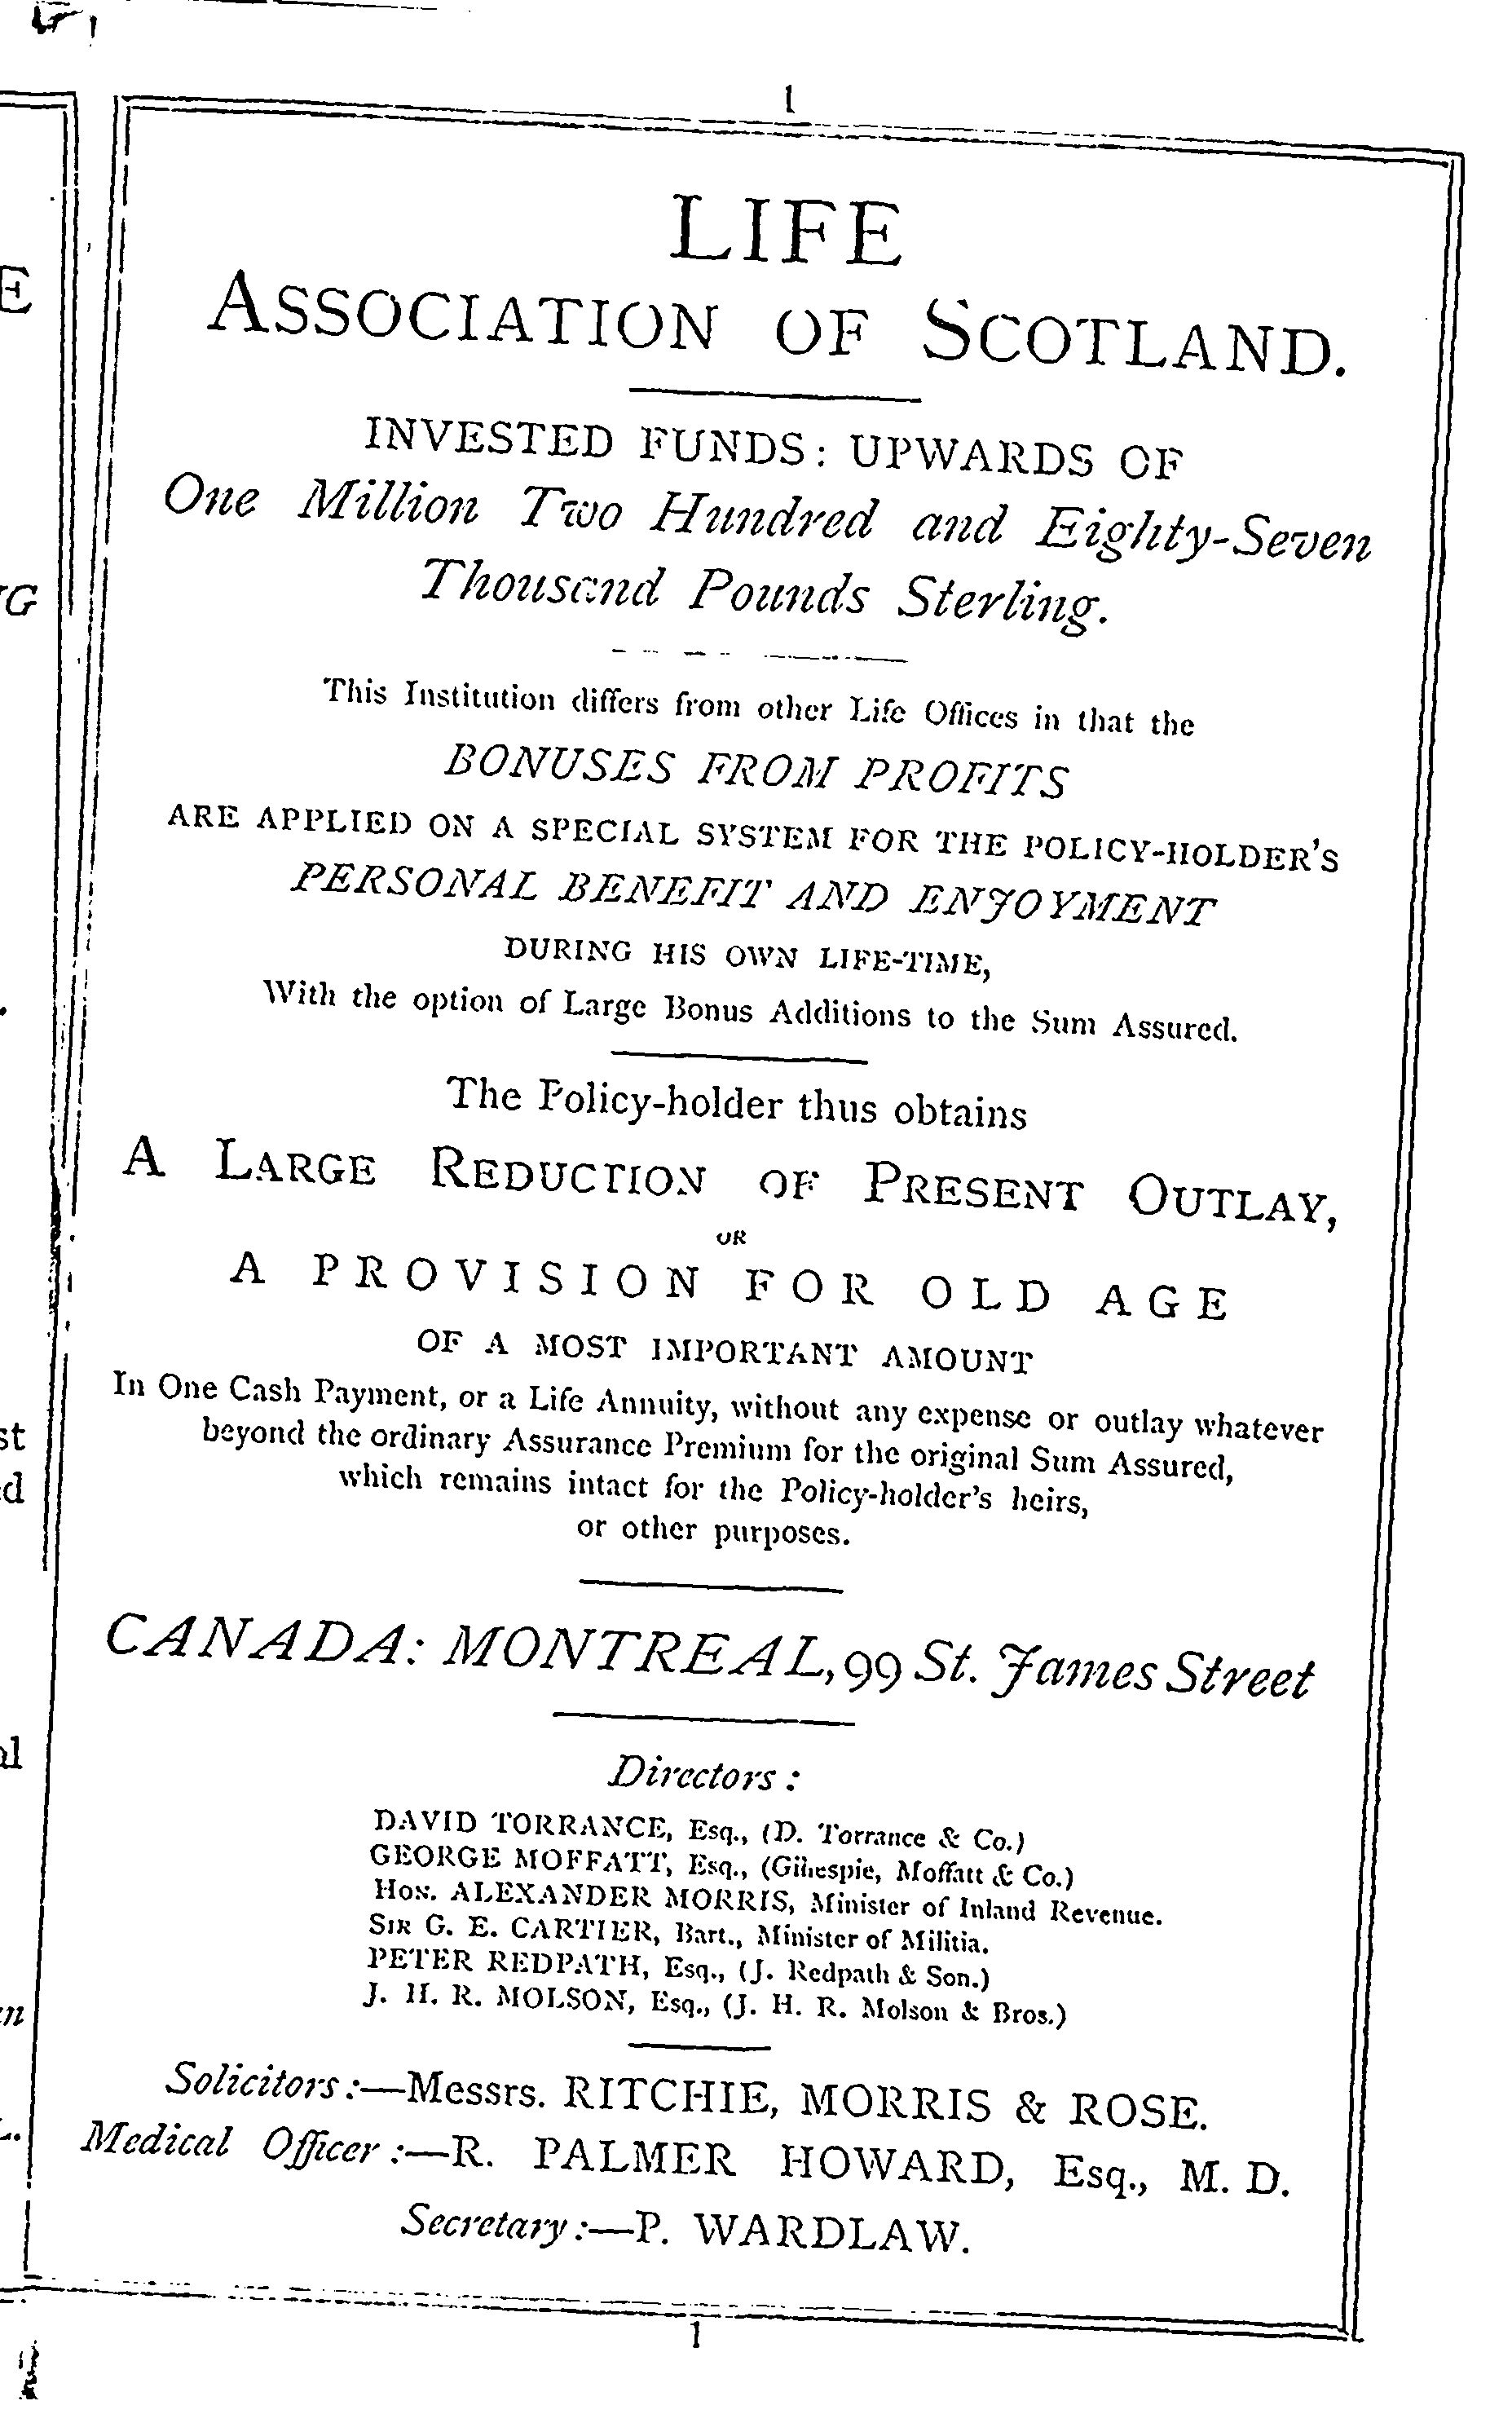 1
LIFE
ASSOCIATION OF SCOTLAND.
INVESTED FUNDS: UPWARDS OF
One Million Two Hundred and Eighty-Seven
Thousand Pounds Sterling.
This Institution differs from other Life Offices in that the
BONUSES FROM PROFITS
ARE APPLIED ON A SPECIAL SYSTEM FOR THE POLICY-HOLDER'S
PERSONAL BENEFIT AND ENJOYMENT
DURING HIS OWN LIFE-TIME,
With the option of Large Bonus Additions to the Sum Assured.
The Policy-holder thus obtains
A LARGE REDUCTION OF PRESENT OUTLAY,
OR
A PROVISION FOR OLD AGE
OF A MOST IMPORTANT AMOUNT
In One Cash Payment, or a Life Annuity, without any expense or outlay whatever
beyond the ordinary Assurance Premium for the original Sum Assured,
which remains intact for the Policy-holder's heirs,
or other purposes.
CANADA: MONTREAL, 99 St. James Street
Directors:
DAVID TORRANCE, Esq., (D. Torrance & Co.)
GEORGE MOFFATT, Esq., (Gillespie, Moffatt & Co.)
HON. ALEXANDER MORRIS, Minister of Inland Revenue.
SIR G. E. CARTIER, Bart., Minister of Militia.
PETER REDPATH, Esq., (J. Redpath & Son.)
J. H. R. MOLSON, Esq., (J. H. R. Molson & Bros.)
Solicitors:—Messrs. RITCHIE, MORRIS & ROSE.
Medical Officer:—R. PALMER HOWARD, Esq., M. D.
Secretary:—P. WARDLAW.
1